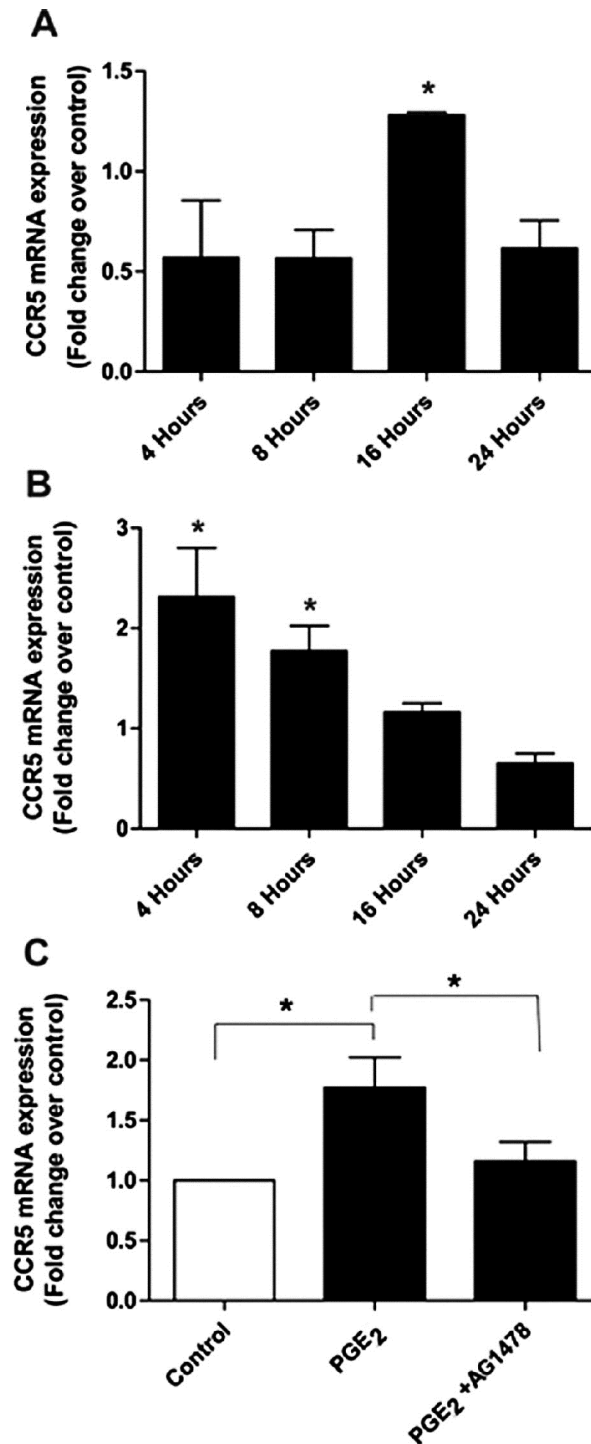 A
CCR5 mRNA expression
(Fold change over control)
1.5
1.0
0.5
0.0
*
4 Hours
8 Hours
16 Hours
24 Hours
B
CCR5 mRNA expression
(Fold change over control)
3
2
1
0
*
*
4 Hours
8 Hours
16 Hours
24 Hours
C
CCR5 mRNA expression
(Fold change over control)
2.5
2.0
1.5
1.0
0.5
0.0
*
*
Control
PGE₂
PGE₂ +AG1478